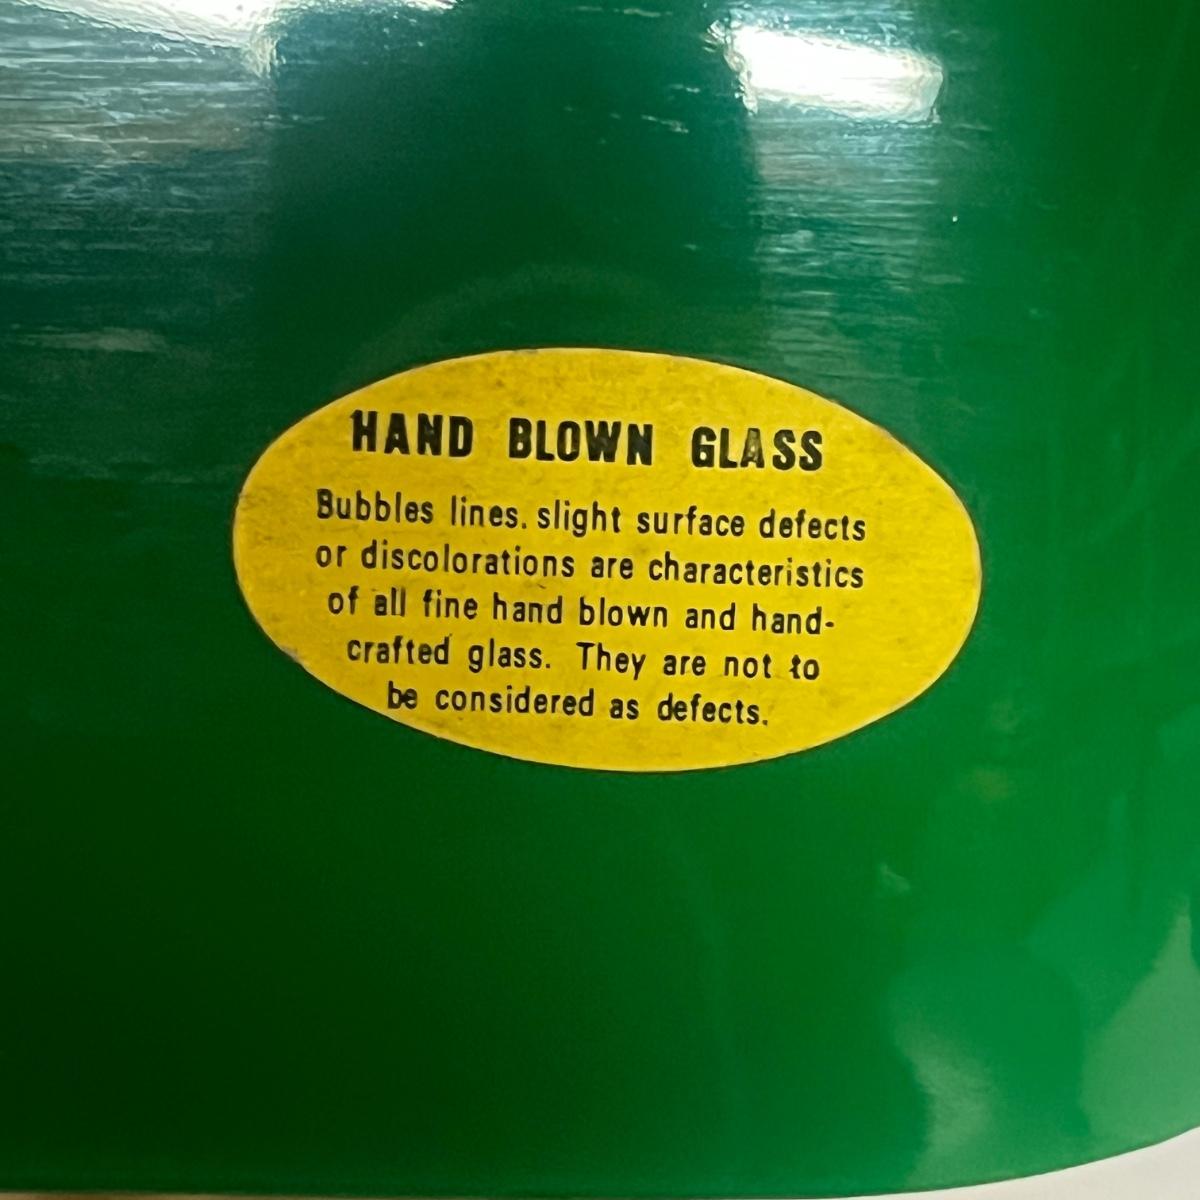 HAND BLOWN GLASS
Bubbles lines. slight surface defects
or discolorations are characteristics
of all fine hand blown and hand-
crafted glass. They are not to
be considered as defects.